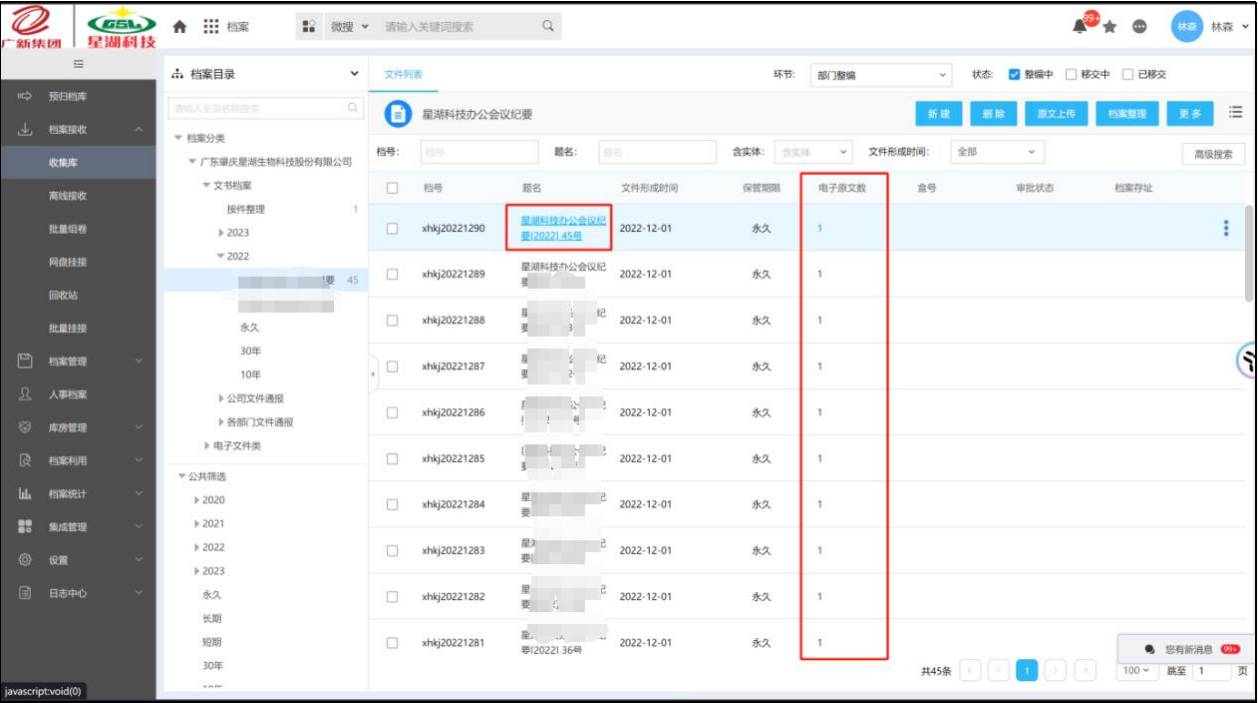 广新集团
GSL
星湖科技
档案
微搜
请输入关键词搜索
99+
林森
林森
预归档库
档案接收
收集库
离线接收
批量组卷
网盘挂接
回收站
批量挂接
档案管理
人事档案
库房管理
档案利用
档案统计
集成管理
设置
日志中心
javascript:void(0)
档案目录
请输入全宗名称搜索
档案分类
广东肇庆星湖生物科技股份有限公司
文书档案
按件整理 1
2023
2022
要 45
永久
30年
10年
公司文件通报
各部门文件通报
电子文件类
公共筛选
2020
2021
2022
2023
永久
长期
短期
30年
文件列表
环节: 部门整编 状态: 整编中 移交中 已移交
星湖科技办公会议纪要
新建 删除 原文上传 档案整理 更多
档号: 档号 题名: 题名 含实体: 含实体 文件形成时间: 全部 高级搜索
档号 题名 文件形成时间 保管期限 电子原文数 盒号 审批状态 档案存址
xhkj20221290 星湖科技办公会议纪 2022-12-01 永久 1
要[2022] 45号
xhkj20221289 星湖科技办公会议纪 2022-12-01 永久 1
xhkj20221288 2022-12-01 永久 1
xhkj20221287 2022-12-01 永久 1
xhkj20221286 2022-12-01 永久 1
xhkj20221285 2022-12-01 永久 1
xhkj20221284 2022-12-01 永久 1
xhkj20221283 2022-12-01 永久 1
xhkj20221282 2022-12-01 永久 1
xhkj20221281 2022-12-01 永久 1
要[2022] 36号
您有新消息 99+
共45条 1 100 跳至 1 页